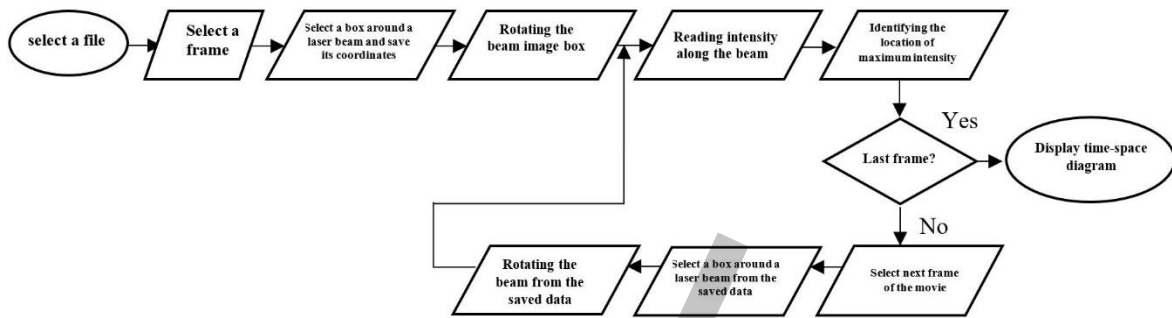 select a file
Select a
frame
Select a box around a
laser beam and save
its coordinates
Rotating the
beam image box
Reading intensity
along the beam
Identifying the
location of
maximum intensity
Yes
Last frame?
Display time-space
diagram
No
Select next frame
of the movie
Select a box around a
laser beam from the
saved data
Rotating the
beam from the
saved data